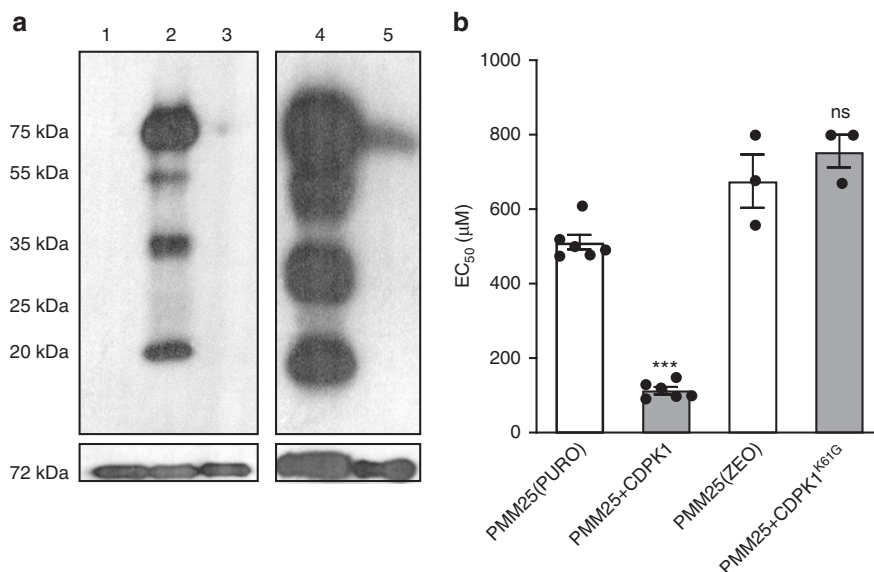 a
1 2 3 4 5
75 kDa
55 kDa
35 kDa
25 kDa
20 kDa
72 kDa
b
1000
800
600
400
200
0
EC50 (µM)
***
ns
PMM25(PURO)
PMM25+CDPK1
PMM25(ZEO)
PMM25+CDPK1K61G